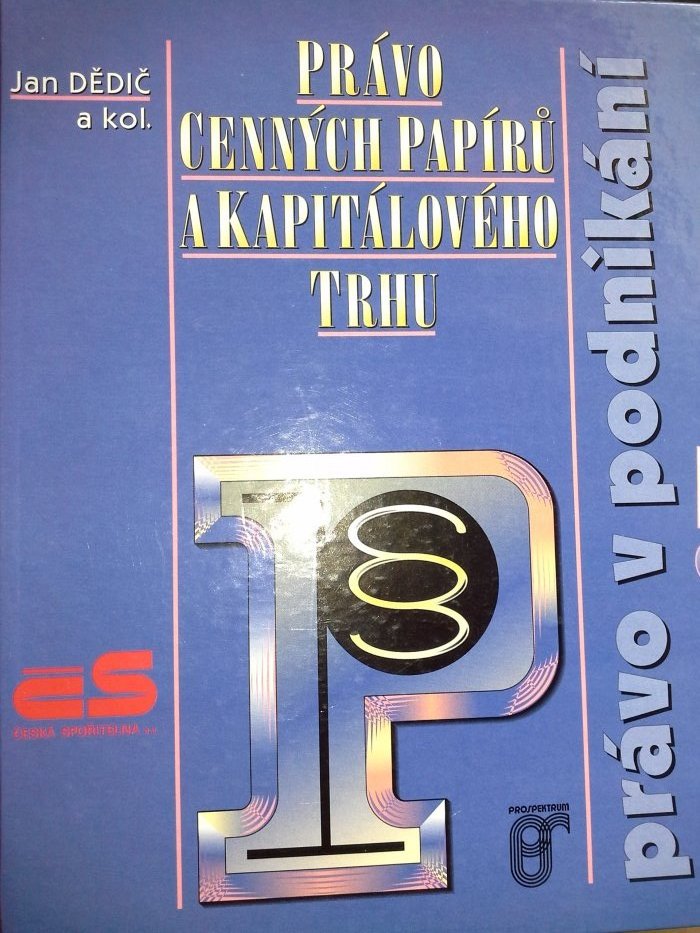 Jan DĚDIČ
a kol.
PRÁVO
CENNÝCH PAPÍRŮ
A KAPITÁLOVÉHO
TRHU
právo v podnikání
P
§
ČS
ČESKÁ SPOŘITELNA
PROSPEKTRUM